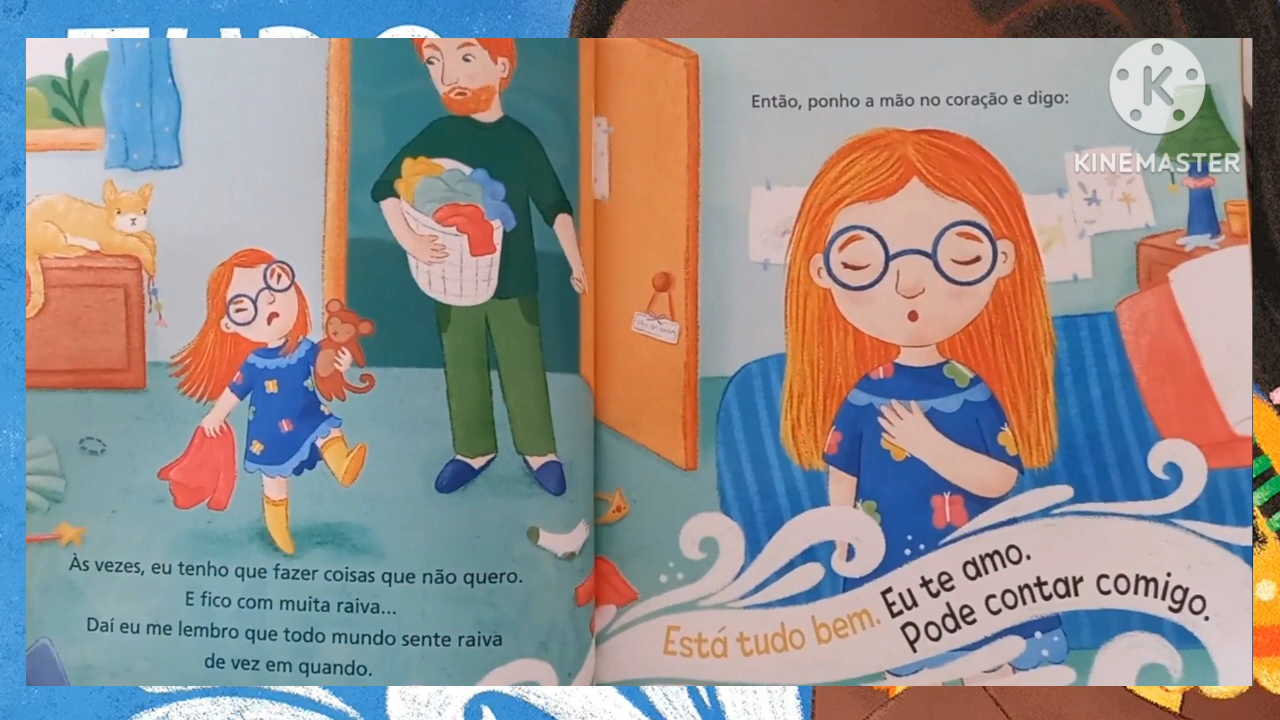 TUDO
Às vezes, eu tenho que fazer coisas que não quero.
E fico com muita raiva...
Daí eu me lembro que todo mundo sente raiva
de vez em quando.
Então, ponho a mão no coração e digo:
K
KINEMASTER
Está tudo bem. Eu te amo.
Pode contar comigo.